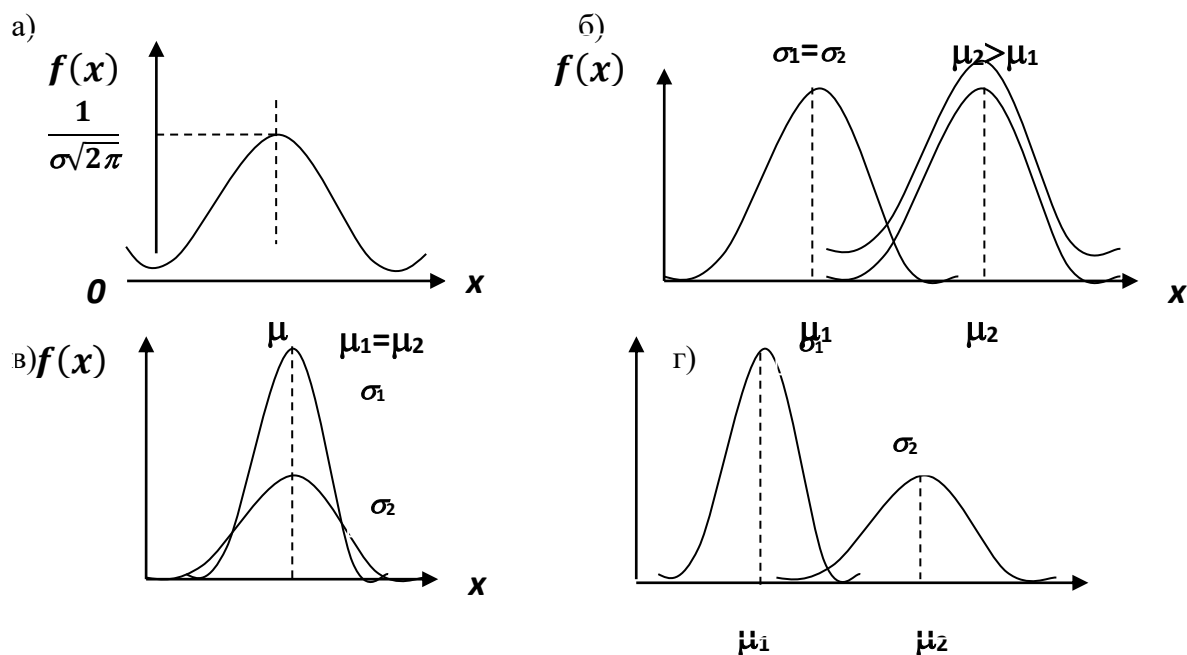 а)
f(x)
1
σ√2π
0
x
μ
б)
f(x)
σ1=σ2
μ2>μ1
x
μ1
μ2
в) f(x)
μ1=μ2
σ1
σ2
x
г)
σ1
σ2
μ1
μ2